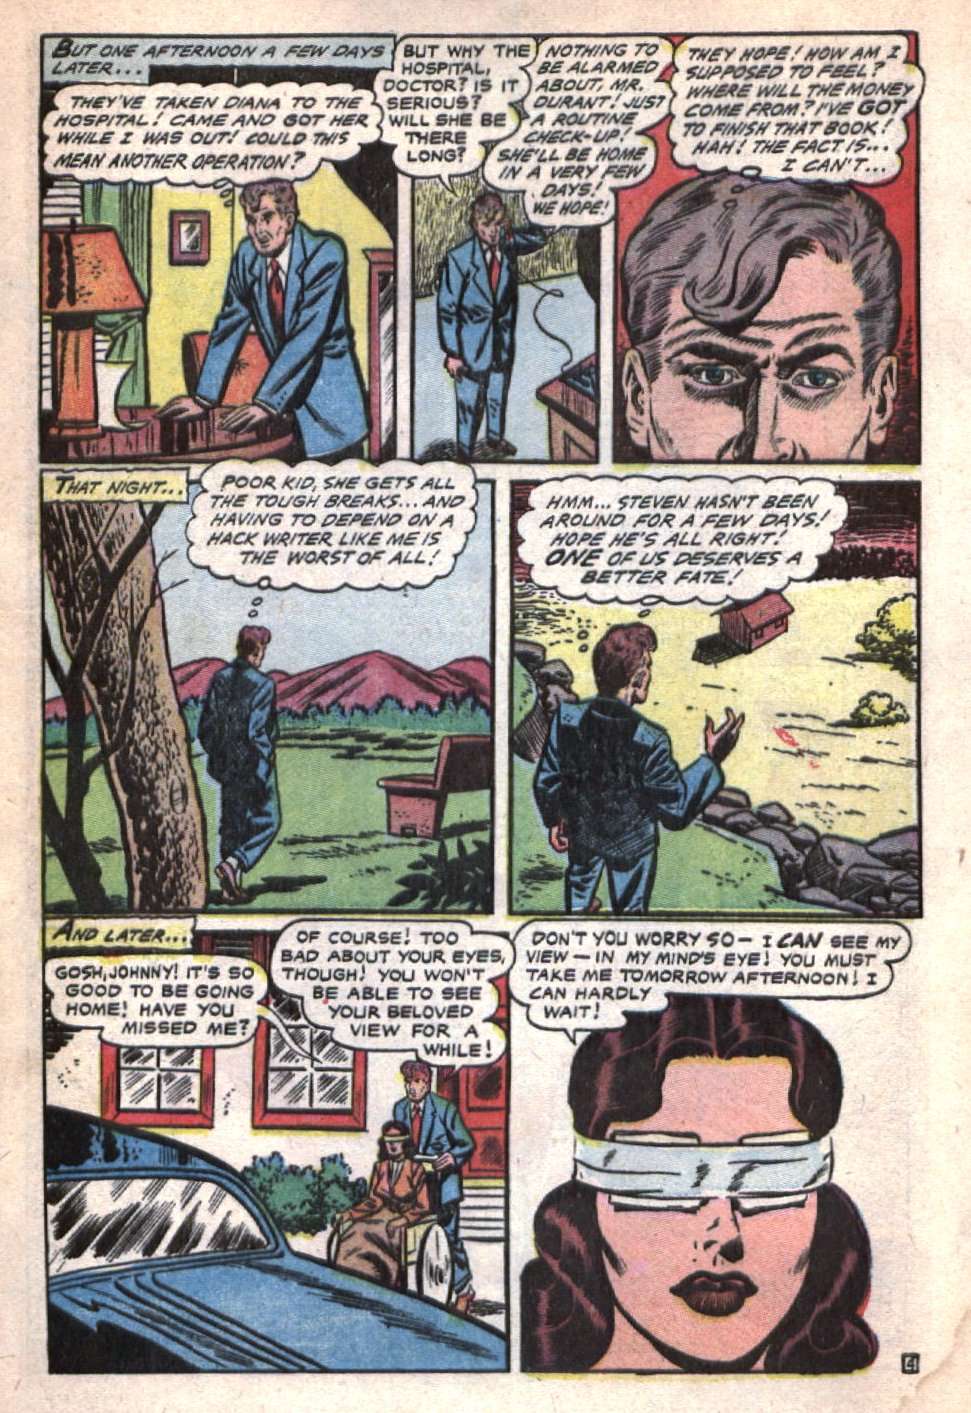 BUT ONE AFTERNOON A FEW DAYS
LATER...
THEY'VE TAKEN DIANA TO THE
HOSPITAL! CAME AND GOT HER
WHILE I WAS OUT! COULD THIS
MEAN ANOTHER OPERATION?
BUT WHY THE
HOSPITAL,
DOCTOR? IS IT
SERIOUS?
WILL SHE BE
THERE
LONG?
NOTHING TO
BE ALARMED
ABOUT, MR.
DURANT! JUST
A ROUTINE
CHECK-UP!
SHE'LL BE HOME
IN A VERY FEW
DAYS!
WE HOPE!
THEY HOPE! HOW AM I
SUPPOSED TO FEEL?
WHERE WILL THE MONEY
COME FROM? I'VE GOT
TO FINISH THAT BOOK!
HAH! THE FACT IS...
I CAN'T...
THAT NIGHT...
POOR KID, SHE GETS ALL
THE TOUGH BREAKS... AND
HAVING TO DEPEND ON A
HACK WRITER LIKE ME IS
THE WORST OF ALL!
HMM... STEVEN HASN'T BEEN
AROUND FOR A FEW DAYS!
HOPE HE'S ALL RIGHT!
ONE OF US DESERVES A
BETTER FATE!
AND LATER...
GOSH, JOHNNY! IT'S SO
GOOD TO BE GOING
HOME! HAVE YOU
MISSED ME?
OF COURSE! TOO
BAD ABOUT YOUR EYES,
THOUGH! YOU WON'T
BE ABLE TO SEE
YOUR BELOVED
VIEW FOR A
WHILE!
DON'T YOU WORRY SO- I CAN SEE MY
VIEW - IN MY MIND'S EYE! YOU MUST
TAKE ME TOMORROW AFTERNOON! I
CAN HARDLY
WAIT!
4